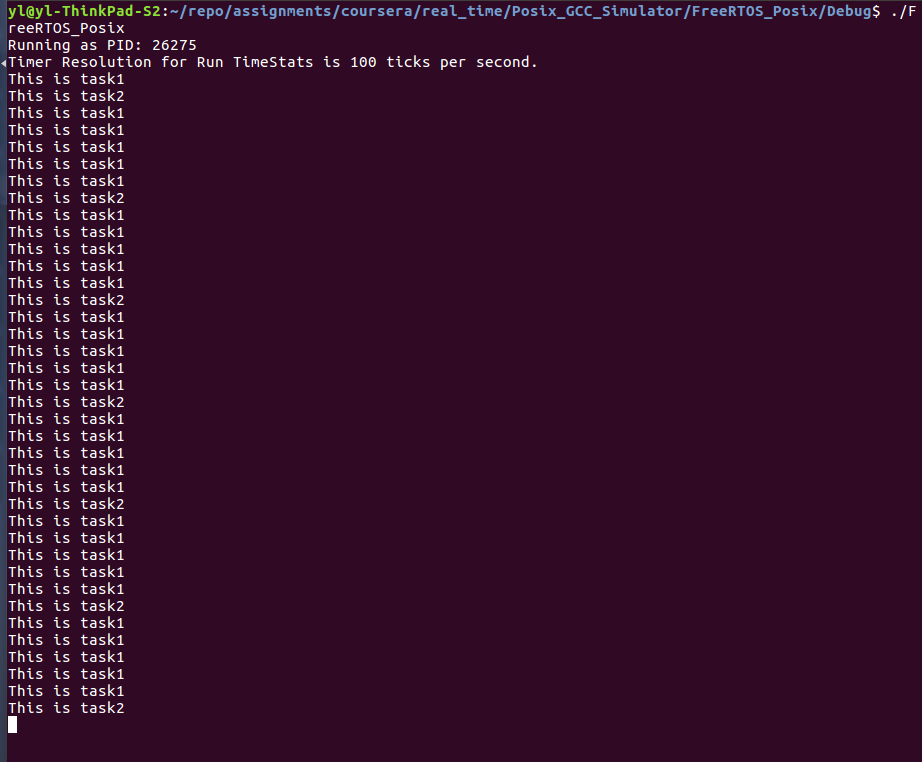 yl@yl-ThinkPad-S2:~/repo/assignments/coursera/real_time/Posix_GCC_Simulator/FreeRTOS_Posix/Debug$ ./F
reeRTOS_Posix
Running as PID: 26275
Timer Resolution for Run TimeStats is 100 ticks per second.
This is task1
This is task2
This is task1
This is task1
This is task1
This is task1
This is task1
This is task2
This is task1
This is task1
This is task1
This is task1
This is task1
This is task2
This is task1
This is task1
This is task1
This is task1
This is task1
This is task2
This is task1
This is task1
This is task1
This is task1
This is task1
This is task2
This is task1
This is task1
This is task1
This is task1
This is task1
This is task2
This is task1
This is task1
This is task1
This is task1
This is task1
This is task2